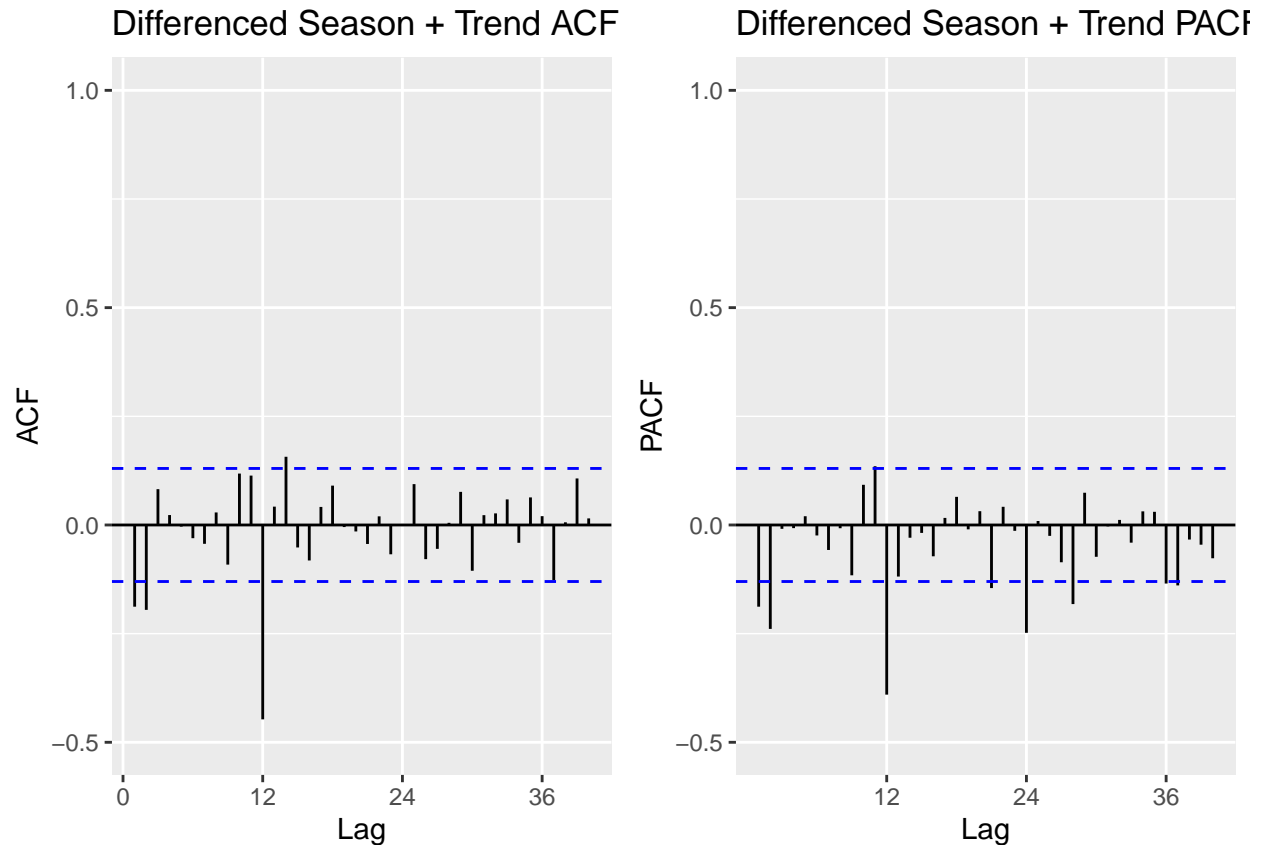 Differenced Season + Trend ACF
1.0
0.5
0.0
−0.5
ACF
0
12
24
36
Lag
Differenced Season + Trend PACF
1.0
0.5
0.0
−0.5
PACF
12
24
36
Lag